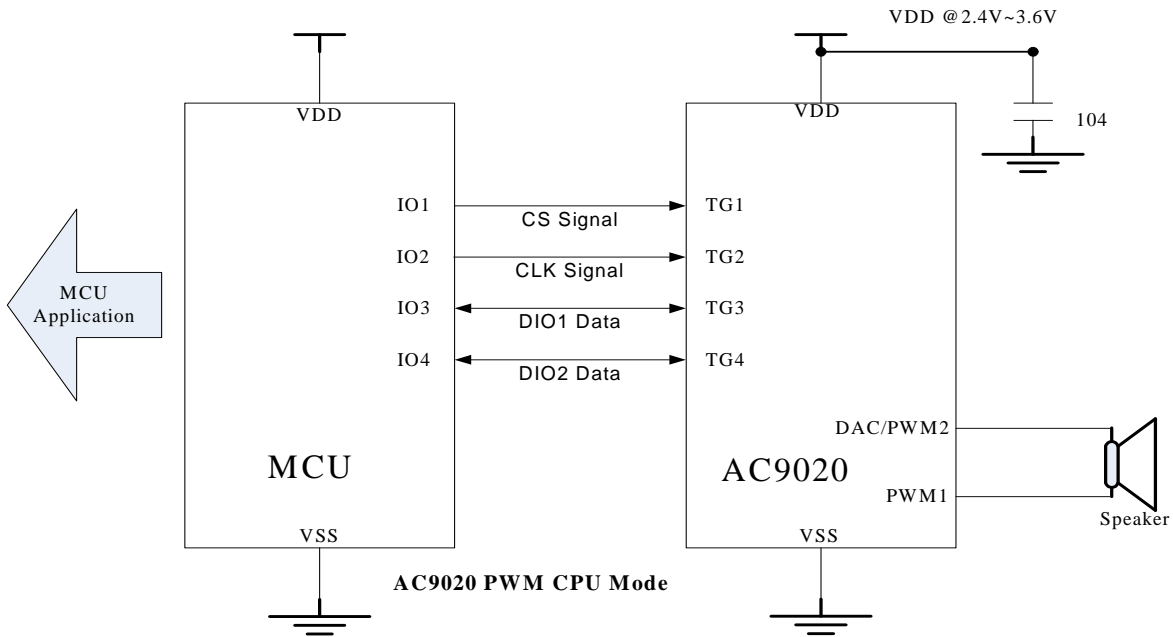 VDD @2.4V~3.6V
VDD
VDD
104
IO1
CS Signal
TG1
IO2
CLK Signal
TG2
MCU
Application
IO3
DIO1 Data
TG3
IO4
DIO2 Data
TG4
DAC/PWM2
MCU
AC9020
PWM1
Speaker
VSS
VSS
AC9020 PWM CPU Mode